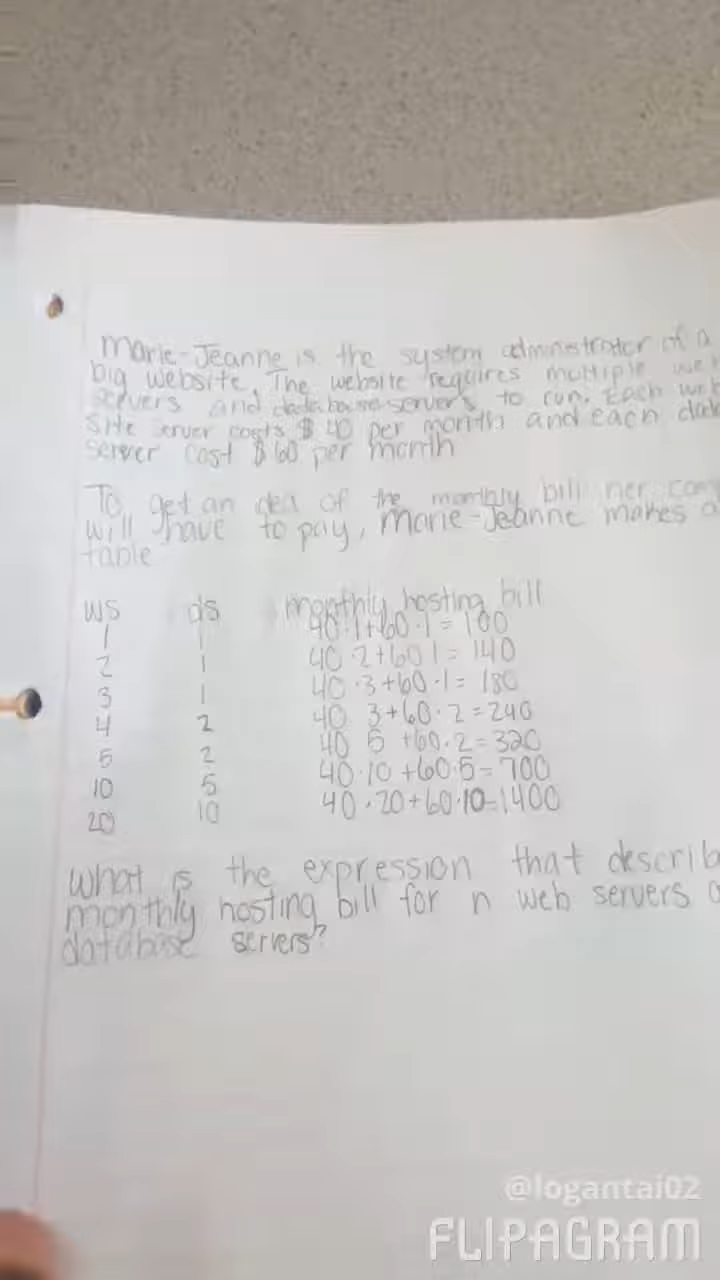 Marie-Jeanne is the system administrator of a
big website. The website requires multiple we
servers and database servers to run. Each web
site server costs $40 per month and each dat
server cost $60 per month
To get an idea of the monthly bill her com
will have to pay, Marie-Jeanne makes a
table
ws ds monthly hosting bill
1 1 40·1+60·1=100
2 1 40·2+60 1=140
3 1 40·3+60·1=180
4 2 40 3+60·2=240
5 2 40 5 +60·2=320
10 5 40·10+60·5=700
20 10 40·20+60·10=1400
What is the expression that describ
monthly hosting bill for n web servers a
database servers?
@logantai02
FLIPAGRAM